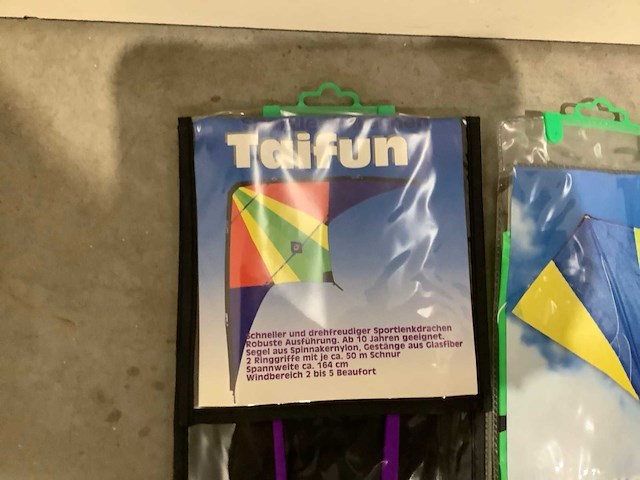 Taifun
Schneller und drehfreudiger Sportlenkdrachen
Robuste Ausführung. Ab 10 Jahren geeignet.
Segel aus Spinnakernylon, Gestänge aus Glasfiber
2 Ringgriffe mit je ca. 50 m Schnur
Spannweite ca. 164 cm
Windbereich 2 bis 5 Beaufort